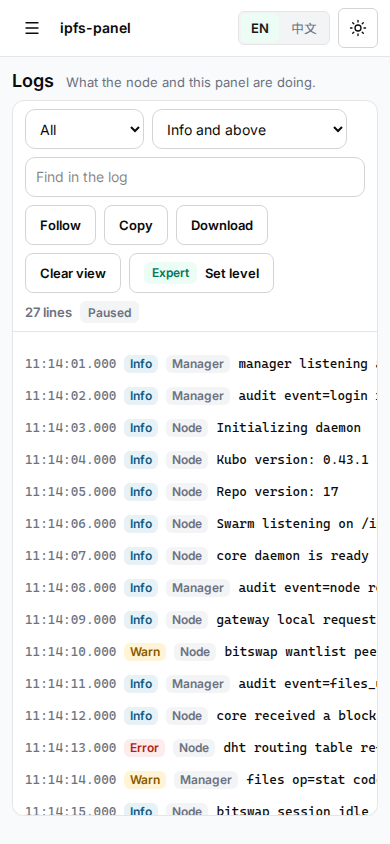 ipfs-panel EN 中文
Logs What the node and this panel are doing.
All Info and above
Find in the log
Follow Copy Download
Clear view Expert Set level
27 lines Paused
11:14:01.000 Info Manager manager listening
11:14:02.000 Info Manager audit event=login
11:14:03.000 Info Node Initializing daemon
11:14:04.000 Info Node Kubo version: 0.43.1
11:14:05.000 Info Node Repo version: 17
11:14:06.000 Info Node Swarm listening on /i
11:14:07.000 Info Node core daemon is ready
11:14:08.000 Info Manager audit event=node
11:14:09.000 Info Node gateway local request
11:14:10.000 Warn Node bitswap wantlist pee
11:14:11.000 Info Manager audit event=files_
11:14:12.000 Info Node core received a block
11:14:13.000 Error Node dht routing table
11:14:14.000 Warn Manager files op=stat cod
11:14:15.000 Info Node bitswap session idle